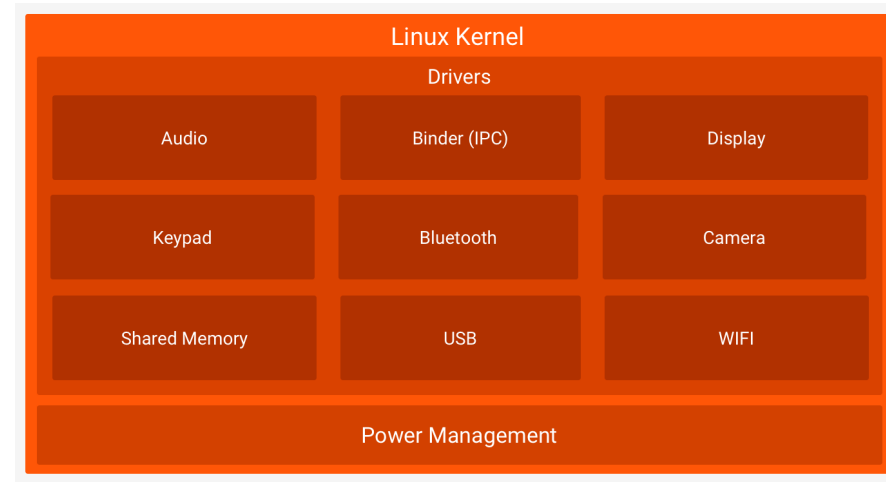 Linux Kernel
Drivers
Audio
Binder (IPC)
Display
Keypad
Bluetooth
Camera
Shared Memory
USB
WIFI
Power Management